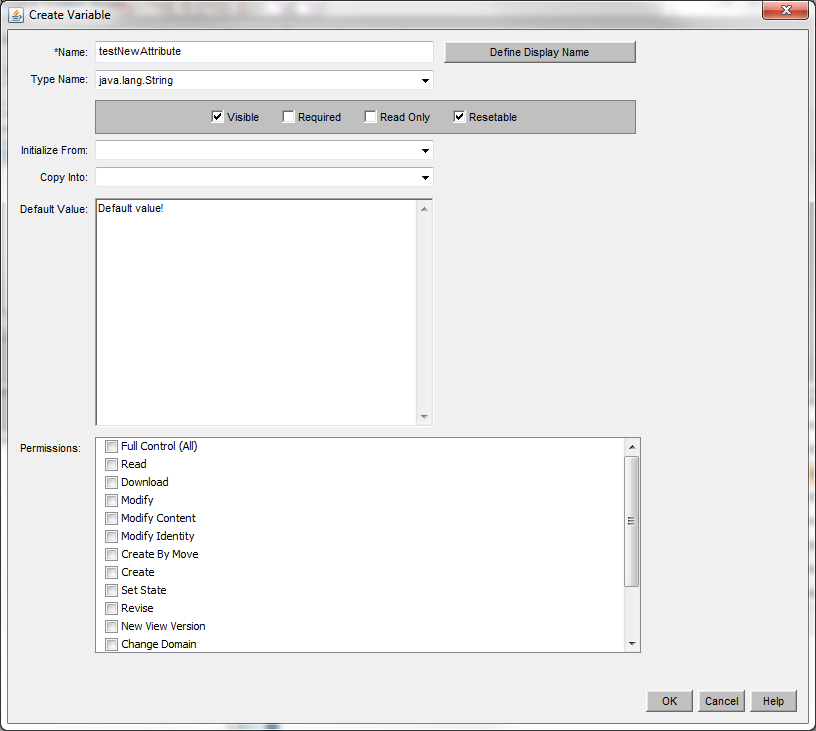 Create Variable
*Name: testNewAttribute Define Display Name
Type Name: java.lang.String
Visible Required Read Only Resetable
Initialize From:
Copy Into:
Default Value: Default value!
Permissions: Full Control (All)
Read
Download
Modify
Modify Content
Modify Identity
Create By Move
Create
Set State
Revise
New View Version
Change Domain
OK Cancel Help